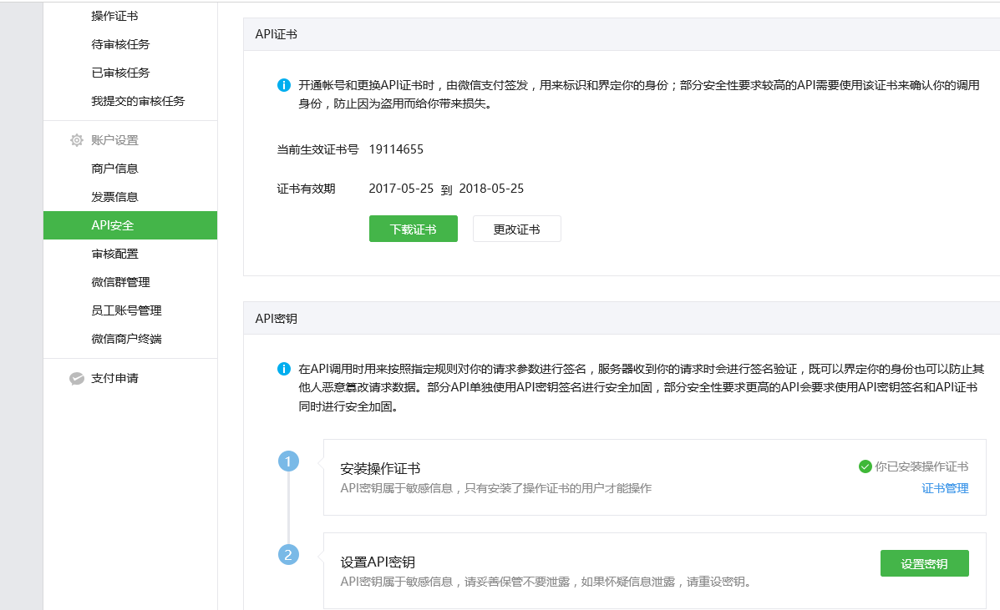 操作证书
待审核任务
已审核任务
我提交的审核任务
账户设置
商户信息
发票信息
API安全
审核配置
微信群管理
员工账号管理
微信商户终端
支付申请
API证书
开通帐号和更换API证书时，由微信支付签发，用来标识和界定你的身份；部分安全性要求较高的API需要使用该证书来确认你的调用
身份，防止因为盗用而给你带来损失。
当前生效证书号 19114655
证书有效期 2017-05-25 到 2018-05-25
下载证书 更改证书
API密钥
在API调用时用来按照指定规则对你的请求参数进行签名，服务器收到你的请求时会进行签名验证，既可以界定你的身份也可以防止其
他人恶意篡改请求数据。部分API单独使用API密钥签名进行安全加固，部分安全性要求更高的API会要求使用API密钥签名和API证书
同时进行安全加固。
1
安装操作证书
API密钥属于敏感信息，只有安装了操作证书的用户才能操作
你已安装操作证书
证书管理
2
设置API密钥
API密钥属于敏感信息，请妥善保管不要泄露，如果怀疑信息泄露，请重设密钥。
设置密钥